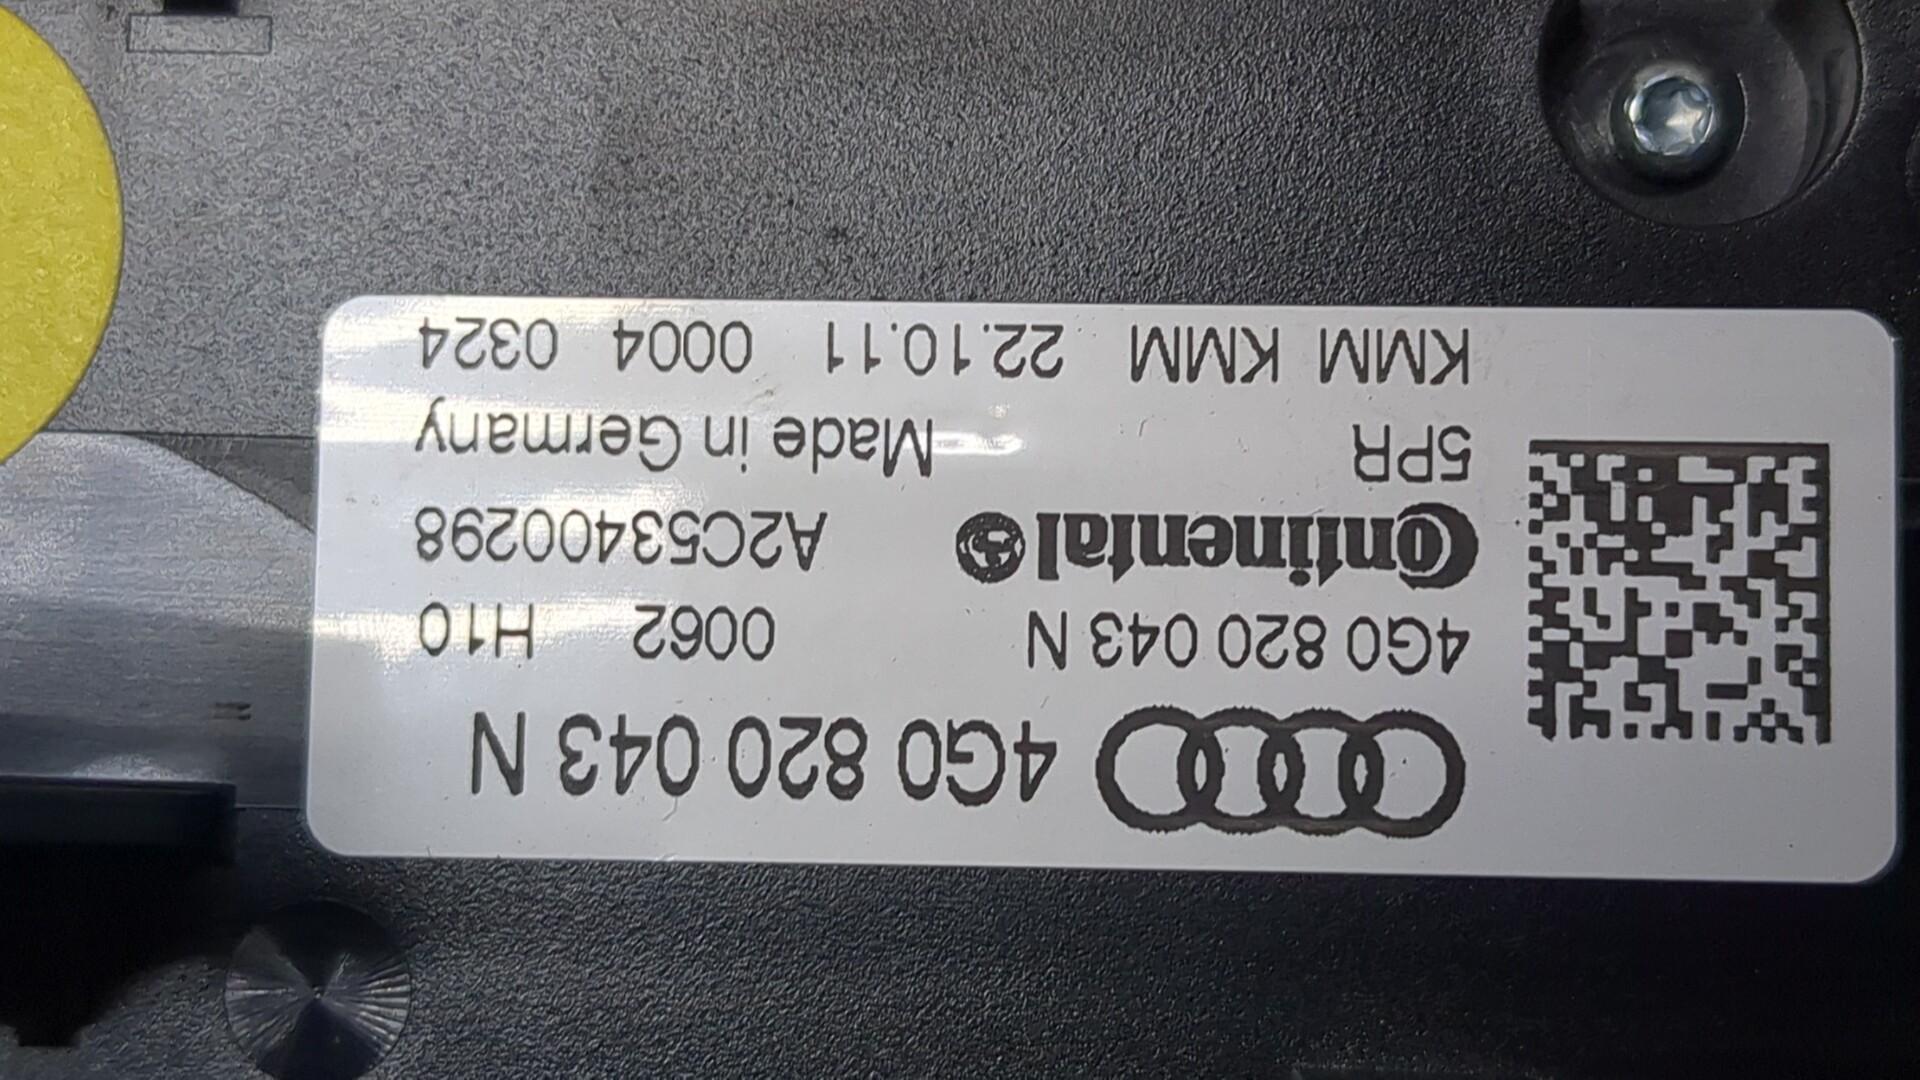 4G0 820 043 N
4G0 820 043 N 0062 H10
Continental A2C53400298
5PR Made in Germany
KMM KMM 22.10.11 0004 0324